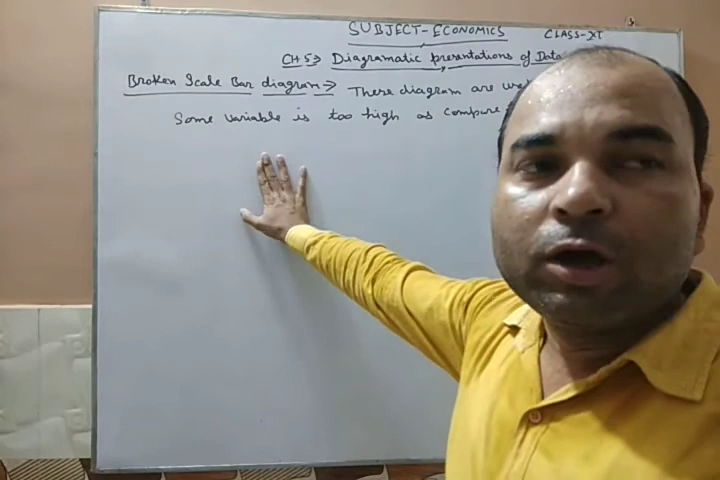 SUBJECT-ECONOMICS CLASS-XI
CH 5⇒ Diagramatic presentations of Data
Broken Scale Bar diagram ⇒ These diagram are
Some variable is too high as compare